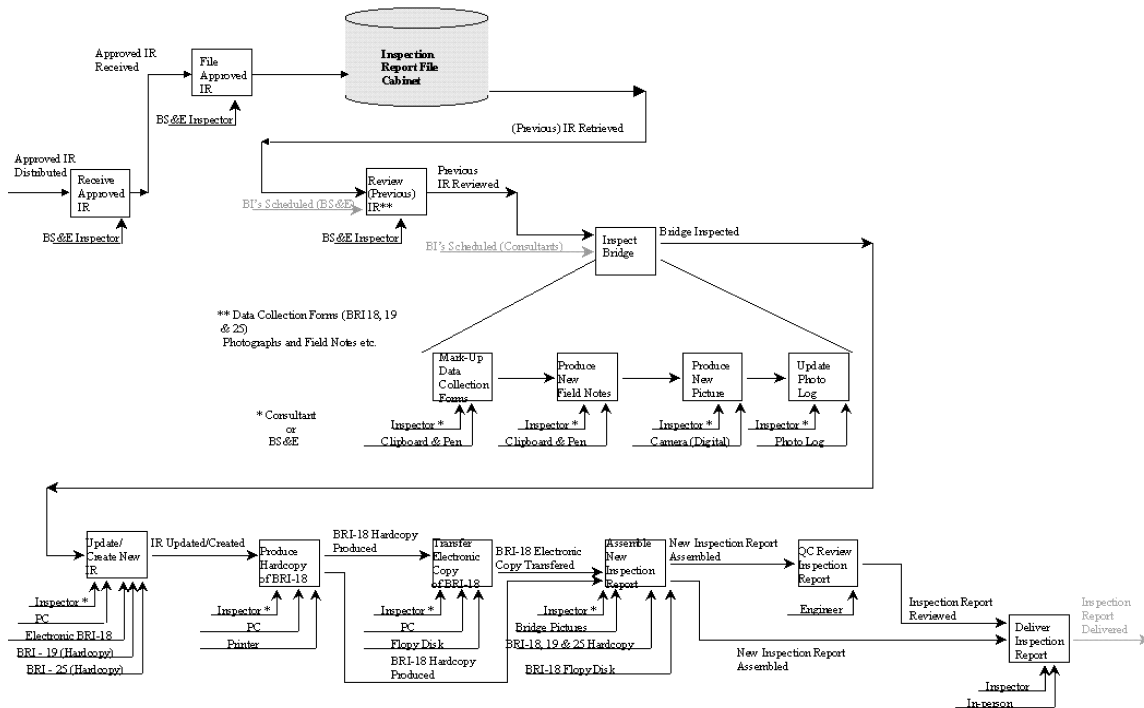 Approved IR
Received
File
Approved
IR
BS&E Inspector
Inspection
Report File
Cabinet
(Previous) IR Retrieved
Approved IR
Distributed
Receive
Approved
IR
BS&E Inspector
BI's Scheduled (BS&E)
Review
(Previous)
IR**
BS&E Inspector
Previous
IR Reviewed
BI's Scheduled (Consultants)
Inspect
Bridge
Bridge Inspected
** Data Collection Forms (BRI 18, 19
& 25)
Photographs and Field Notes etc.
* Consultant
or
BS&E
Mark-Up
Data
Collection
Forms
Inspector *
Clipboard & Pen
Produce
New
Field Notes
Inspector *
Clipboard & Pen
Produce
New
Picture
Inspector *
Camera (Digital)
Update
Photo
Log
Inspector *
Photo Log
Update/
Create New
IR
Inspector *
PC
Electronic BRI-18
BRI - 19 (Hardcopy)
BRI - 25 (Hardcopy)
IR Updated/Created
Produce
Hardcopy
of BRI-18
Inspector *
PC
Printer
BRI-18 Hardcopy
Produced
Transfer
Electronic
Copy
of BRI-18
Inspector *
PC
Flopy Disk
BRI-18 Hardcopy
Produced
BRI-18 Electronic
Copy Transfered
Assemble
New
Inspection
Report
Inspector *
Bridge Pictures
BRI-18, 19 & 25 Hardcopy
BRI-18 Flopy Disk
New Inspection Report
Assembled
QC Review
Inspection
Report
Engineer
New Inspection Report
Assembled
Inspection Report
Reviewed
Deliver
Inspection
Report
Inspector
In-person
Inspection
Report
Delivered